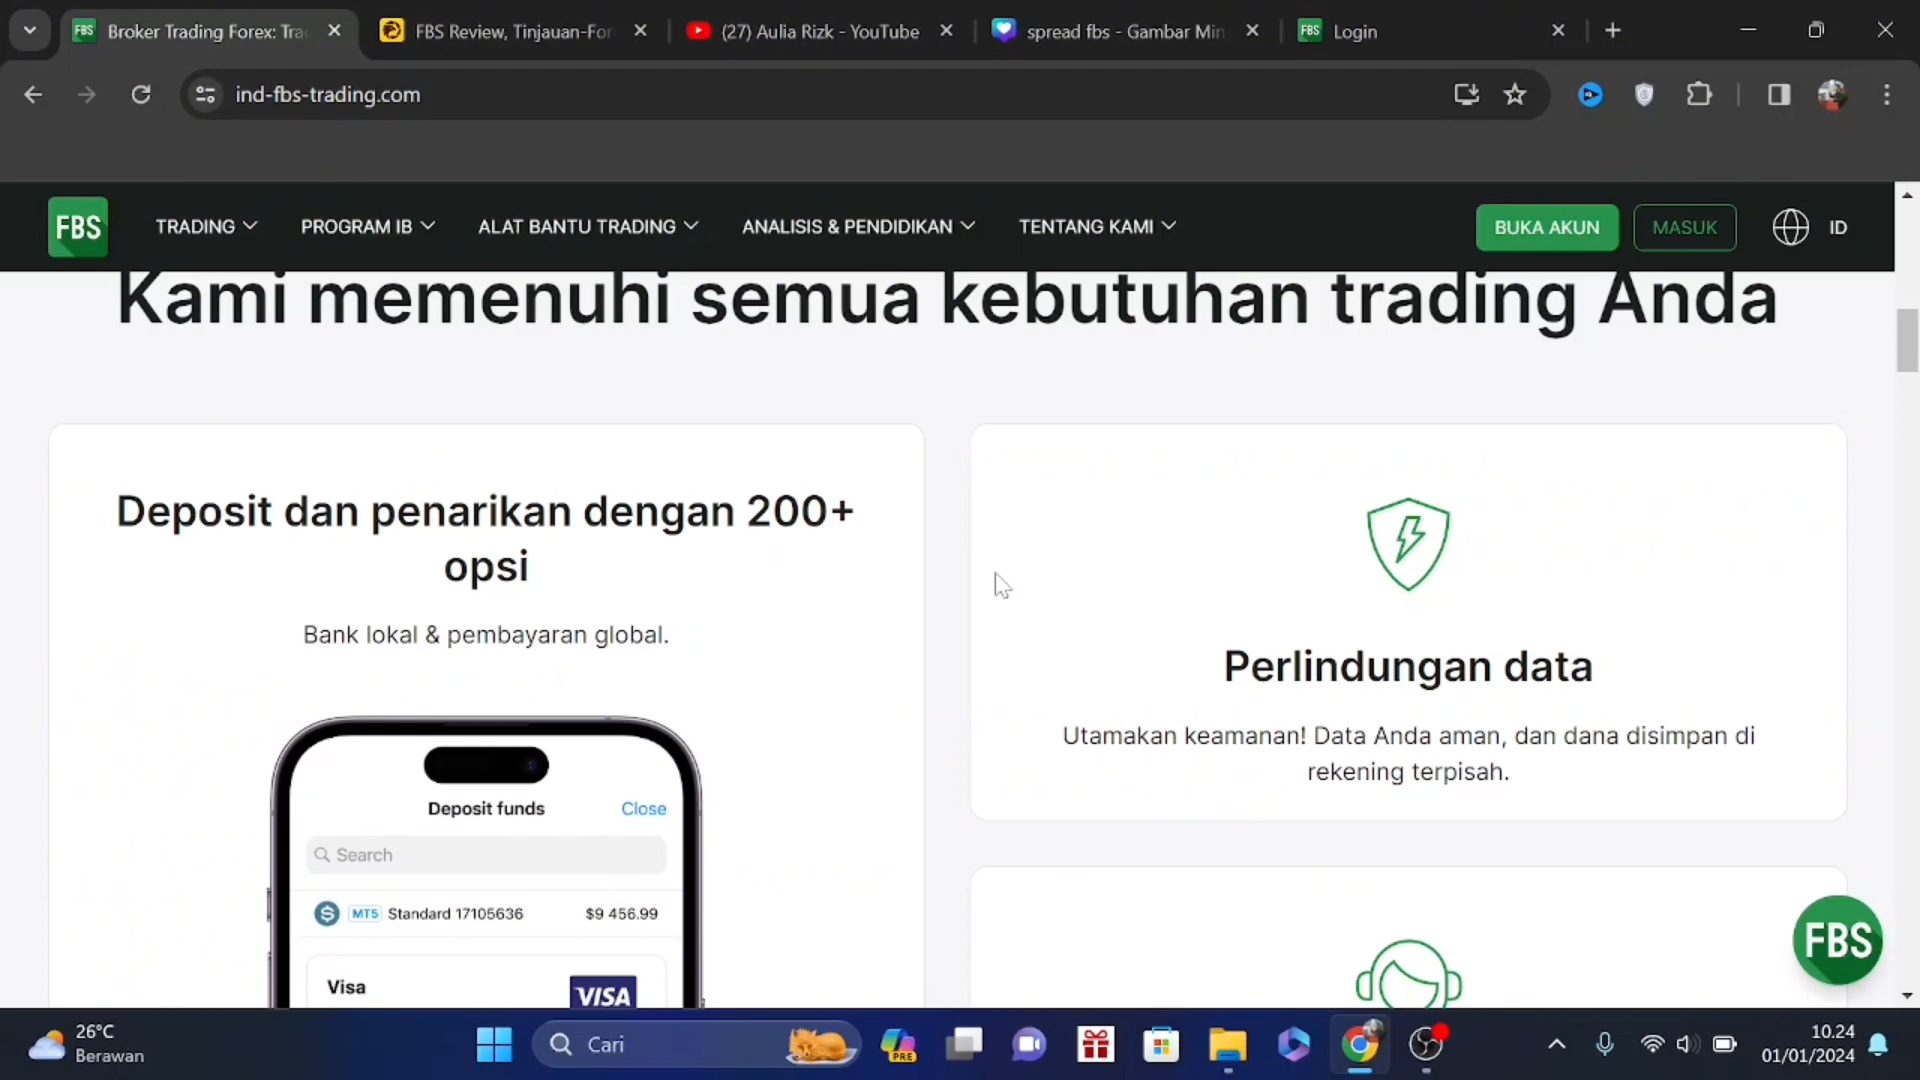 FBS Broker Trading Forex: Tra
FBS Review, Tinjauan-For
(27) Aulia Rizk - YouTube
spread fbs - Gambar Min
FBS Login
ind-fbs-trading.com
FBS
TRADING
PROGRAM IB
ALAT BANTU TRADING
ANALISIS & PENDIDIKAN
TENTANG KAMI
BUKA AKUN
MASUK
ID
Kami memenuhi semua kebutuhan trading Anda
Deposit dan penarikan dengan 200+
opsi
Bank lokal & pembayaran global.
Deposit funds
Close
Search
MT5 Standard 17105636
$9 456.99
Visa
VISA
Perlindungan data
Utamakan keamanan! Data Anda aman, dan dana disimpan di
rekening terpisah.
FBS
26°C
Berawan
Cari
PRE
10.24
01/01/2024